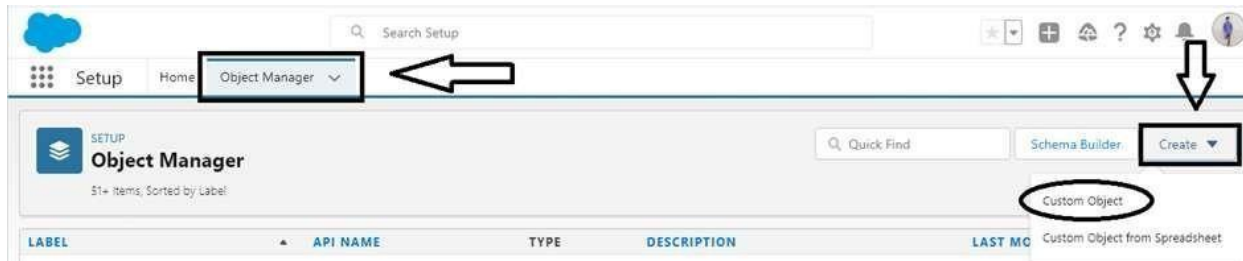 Search Setup
Setup Home Object Manager
SETUP
Object Manager
51+ Items, Sorted by Label
Quick Find
Schema Builder
Create
Custom Object
Custom Object from Spreadsheet
LABEL API NAME TYPE DESCRIPTION LAST MO